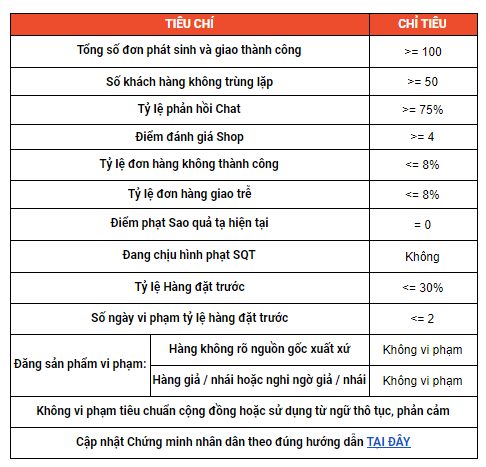 TIÊU CHÍ CHỈ TIÊU
Tổng số đơn phát sinh và giao thành công >= 100
Số khách hàng không trùng lặp >= 50
Tỷ lệ phản hồi Chat >= 75%
Điểm đánh giá Shop >= 4
Tỷ lệ đơn hàng không thành công <= 8%
Tỷ lệ đơn hàng giao trễ <= 8%
Điểm phạt Sao quả tạ hiện tại = 0
Đang chịu hình phạt SQT Không
Tỷ lệ Hàng đặt trước <= 30%
Số ngày vi phạm tỷ lệ hàng đặt trước <= 2
Đăng sản phẩm vi phạm: Hàng không rõ nguồn gốc xuất xứ Không vi phạm
Hàng giả / nhái hoặc nghi ngờ giả / nhái Không vi phạm
Không vi phạm tiêu chuẩn cộng đồng hoặc sử dụng từ ngữ thô tục, phản cảm
Cập nhật Chứng minh nhân dân theo đúng hướng dẫn TẠI ĐÂY